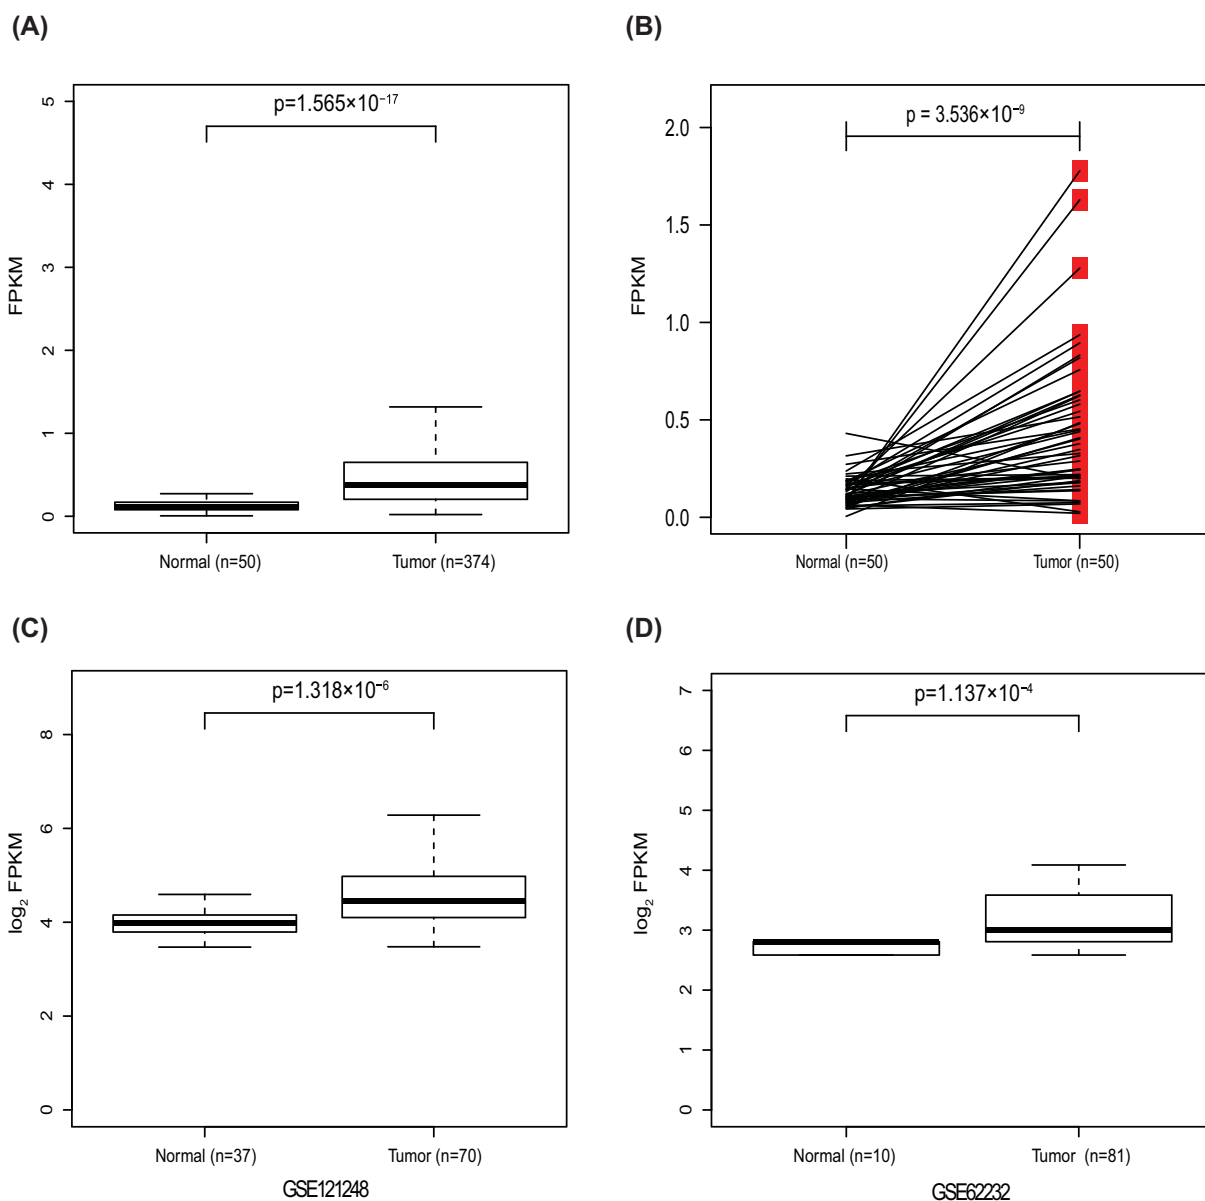 (A)
p=1.565×10⁻¹⁷
5
4
3
2
1
0
FPKM
Normal (n=50)
Tumor (n=374)
(B)
p = 3.536×10⁻⁹
2.0
1.5
1.0
0.5
0.0
FPKM
Normal (n=50)
Tumor (n=50)
(C)
p=1.318×10⁻⁶
8
6
4
2
0
log₂ FPKM
Normal (n=37)
Tumor (n=70)
GSE121248
(D)
p=1.137×10⁻⁴
7
6
5
4
3
2
1
0
log₂ FPKM
Normal (n=10)
Tumor (n=81)
GSE62232